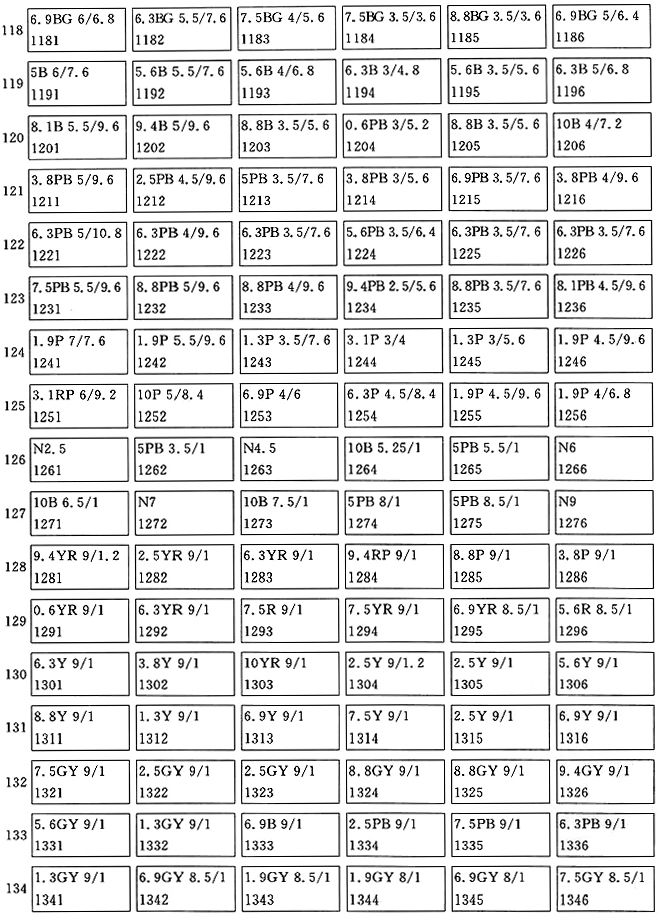 118 6.9BG 6/6.8 6.3BG 5.5/7.6 7.5BG 4/5.6 7.5BG 3.5/3.6 8.8BG 3.5/3.6 6.9BG 5/6.4
1181 1182 1183 1184 1185 1186
119 5B 6/7.6 5.6B 5.5/7.6 5.6B 4/6.8 6.3B 3/4.8 5.6B 3.5/5.6 6.3B 5/6.8
1191 1192 1193 1194 1195 1196
120 8.1B 5.5/9.6 9.4B 5/9.6 8.8B 3.5/5.6 0.6PB 3/5.2 8.8B 3.5/5.6 10B 4/7.2
1201 1202 1203 1204 1205 1206
121 3.8PB 5/9.6 2.5PB 4.5/9.6 5PB 3.5/7.6 3.8PB 3/5.6 6.9PB 3.5/7.6 3.8PB 4/9.6
1211 1212 1213 1214 1215 1216
122 6.3PB 5/10.8 6.3PB 4/9.6 6.3PB 3.5/7.6 5.6PB 3.5/6.4 6.3PB 3.5/7.6 6.3PB 3.5/7.6
1221 1222 1223 1224 1225 1226
123 7.5PB 5.5/9.6 8.8PB 5/9.6 8.8PB 4/9.6 9.4PB 2.5/5.6 8.8PB 3.5/7.6 8.1PB 4.5/9.6
1231 1232 1233 1234 1235 1236
124 1.9P 7/7.6 1.9P 5.5/9.6 1.3P 3.5/7.6 3.1P 3/4 1.3P 3/5.6 1.9P 4.5/9.6
1241 1242 1243 1244 1245 1246
125 3.1RP 6/9.2 10P 5/8.4 6.9P 4/6 6.3P 4.5/8.4 1.9P 4.5/9.6 1.9P 4/6.8
1251 1252 1253 1254 1255 1256
126 N2.5 5PB 3.5/1 N4.5 10B 5.25/1 5PB 5.5/1 N6
1261 1262 1263 1264 1265 1266
127 10B 6.5/1 N7 10B 7.5/1 5PB 8/1 5PB 8.5/1 N9
1271 1272 1273 1274 1275 1276
128 9.4YR 9/1.2 2.5YR 9/1 6.3YR 9/1 9.4RP 9/1 8.8P 9/1 3.8P 9/1
1281 1282 1283 1284 1285 1286
129 0.6YR 9/1 6.3YR 9/1 7.5R 9/1 7.5YR 9/1 6.9YR 8.5/1 5.6R 8.5/1
1291 1292 1293 1294 1295 1296
130 6.3Y 9/1 3.8Y 9/1 10YR 9/1 2.5Y 9/1.2 2.5Y 9/1 5.6Y 9/1
1301 1302 1303 1304 1305 1306
131 8.8Y 9/1 1.3Y 9/1 6.9Y 9/1 7.5Y 9/1 2.5Y 9/1 6.9Y 9/1
1311 1312 1313 1314 1315 1316
132 7.5GY 9/1 2.5GY 9/1 2.5GY 9/1 8.8GY 9/1 8.8GY 9/1 9.4GY 9/1
1321 1322 1323 1324 1325 1326
133 5.6GY 9/1 1.3GY 9/1 6.9B 9/1 2.5PB 9/1 7.5PB 9/1 6.3PB 9/1
1331 1332 1333 1334 1335 1336
134 1.3GY 9/1 6.9GY 8.5/1 1.9GY 8.5/1 1.9GY 8/1 6.9GY 8/1 7.5GY 8.5/1
1341 1342 1343 1344 1345 1346